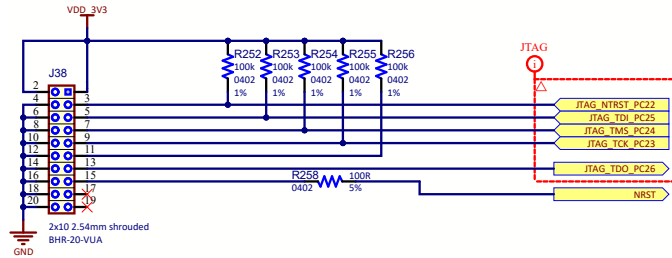 VDD_3V3
J38
R252 R253 R254 R255 R256
100k 100k 100k 100k 100k
0402 0402 0402 0402 0402
1% 1% 1% 1% 1%
JTAG
i
2 1
4 3
6 5
8 7
10 9
12 11
14 13
16 15
18 17
20 19
JTAG_NTRST_PC22
JTAG_TDI_PC25
JTAG_TMS_PC24
JTAG_TCK_PC23
JTAG_TDO_PC26
R258 100R
0402 5%
NRST
2x10 2.54mm shrouded
BHR-20-VUA
GND